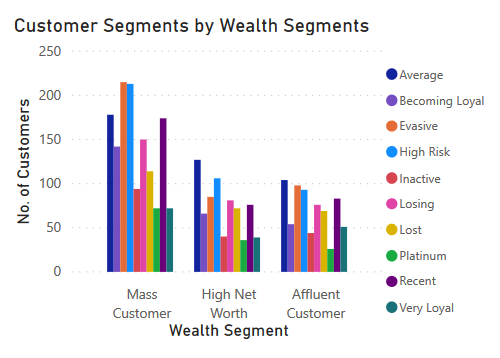 Customer Segments by Wealth Segments
250
200
150
100
50
0
No. of Customers
Mass
Customer
High Net
Worth
Affluent
Customer
Wealth Segment
Average
Becoming Loyal
Evasive
High Risk
Inactive
Losing
Lost
Platinum
Recent
Very Loyal